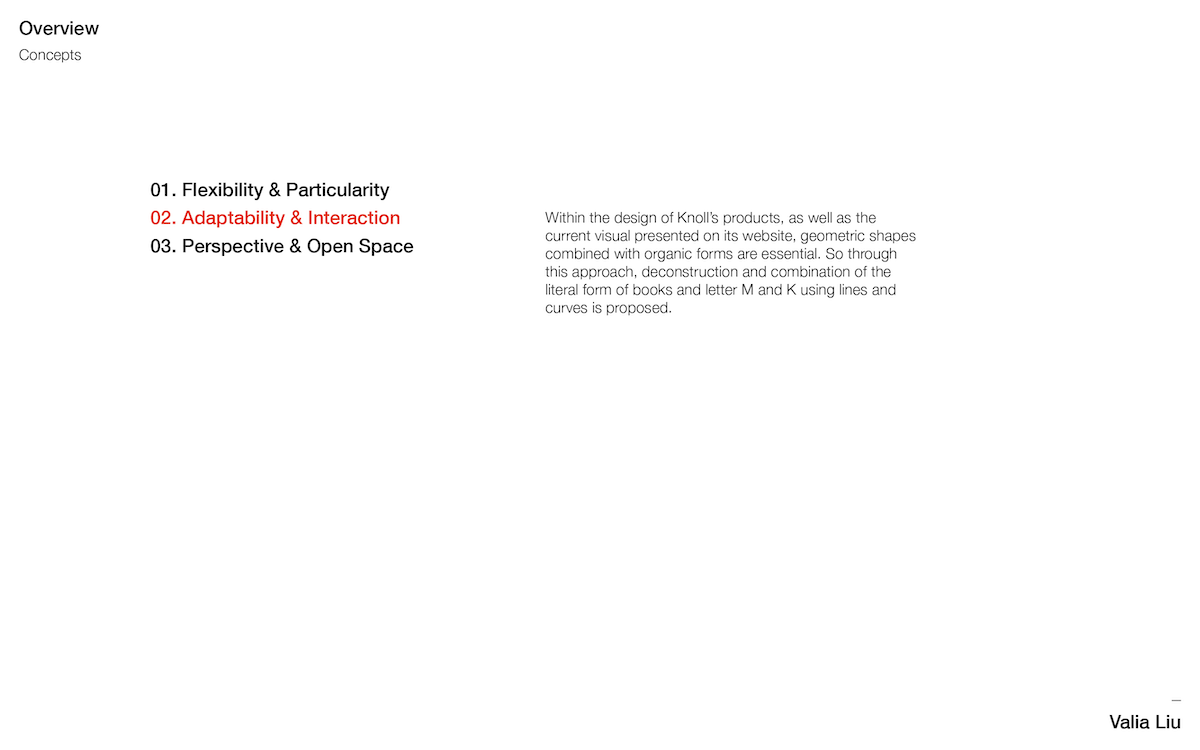 Overview
Concepts
01. Flexibility & Particularity
02. Adaptability & Interaction
03. Perspective & Open Space
Within the design of Knoll’s products, as well as the
current visual presented on its website, geometric shapes
combined with organic forms are essential. So through
this approach, deconstruction and combination of the
literal form of books and letter M and K using lines and
curves is proposed.
—
Valia Liu